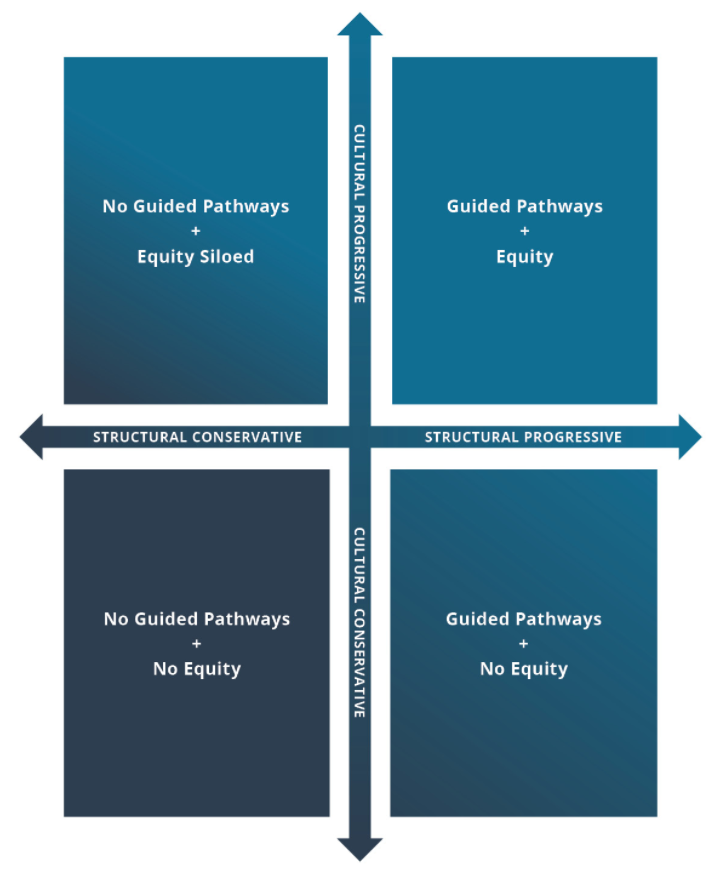 CULTURAL PROGRESSIVE
No Guided Pathways
+
Equity Siloed
Guided Pathways
+
Equity
STRUCTURAL CONSERVATIVE
STRUCTURAL PROGRESSIVE
No Guided Pathways
+
No Equity
CULTURAL CONSERVATIVE
Guided Pathways
+
No Equity